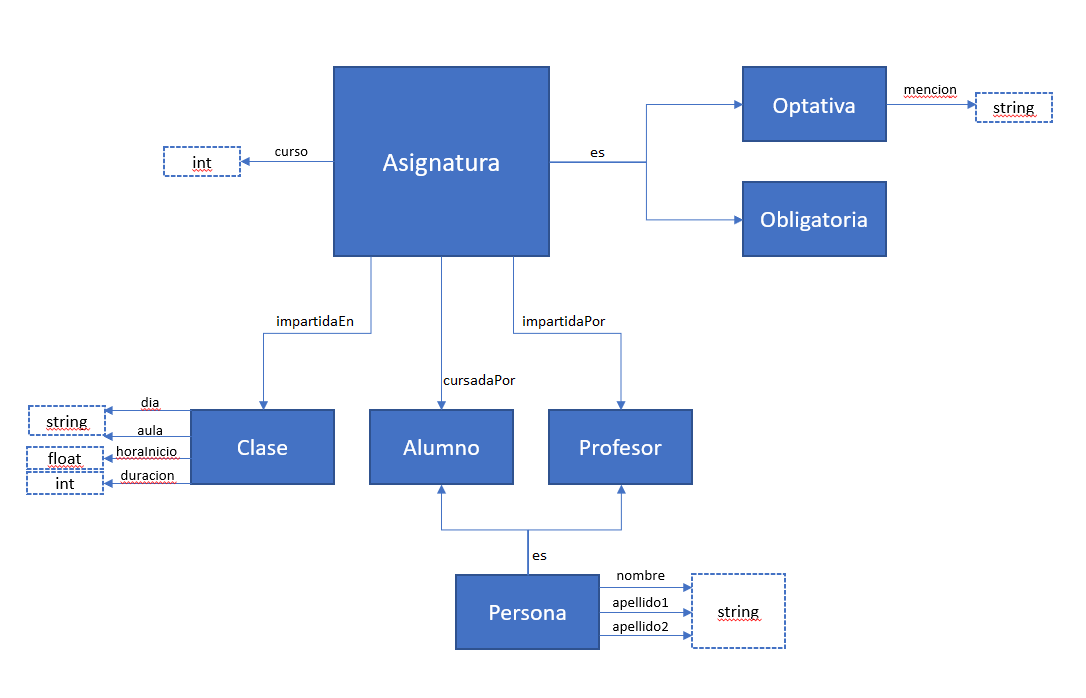 mencion
Optativa
string
curso
es
int
Asignatura
Obligatoria
impartidaEn
impartidaPor
cursadaPor
dia
string
aula
horaInicio
float
duracion
int
Clase
Alumno
Profesor
es
nombre
Persona
apellido1
string
apellido2